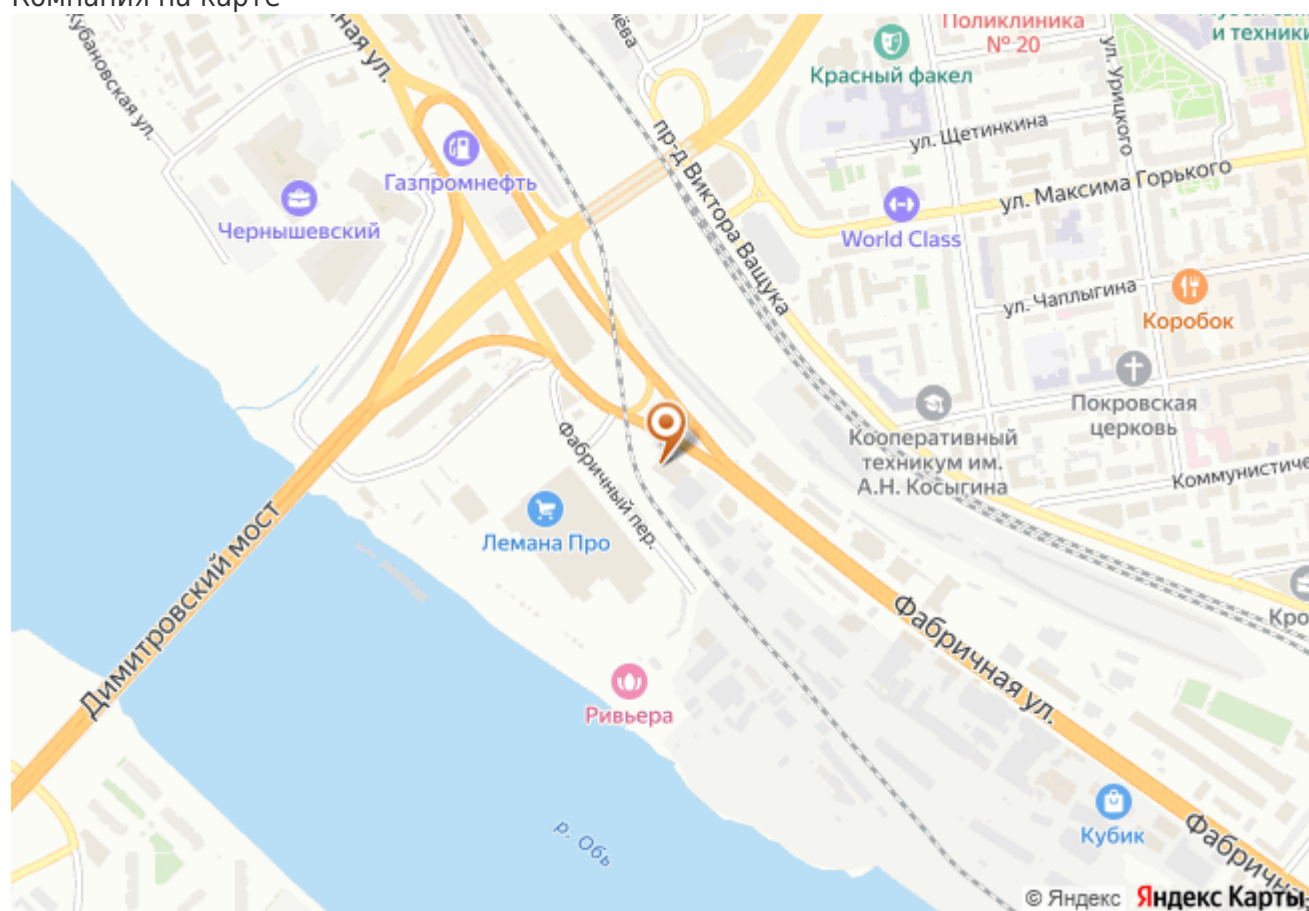 Компания на карте
Кубановская ул.
ная ул.
нёва
Поликлиника
№ 20
и техники
Красный факел
ул. Урицкого
ул. Щетинкина
Газпромнефть
Чернышевский
пр-д Виктора Ващука
ул. Максима Горького
World Class
ул. Чаплыгина
Коробок
Покровская
церковь
Кооперативный
техникум им.
А.Н. Косыгина
Коммунистиче
Фабричный пер.
Лемана Про
Димитровский мост
Фабричная ул.
Кро
Ривьера
р. Обь
Кубик
Фабрична
© Яндекс Яндекс Карты